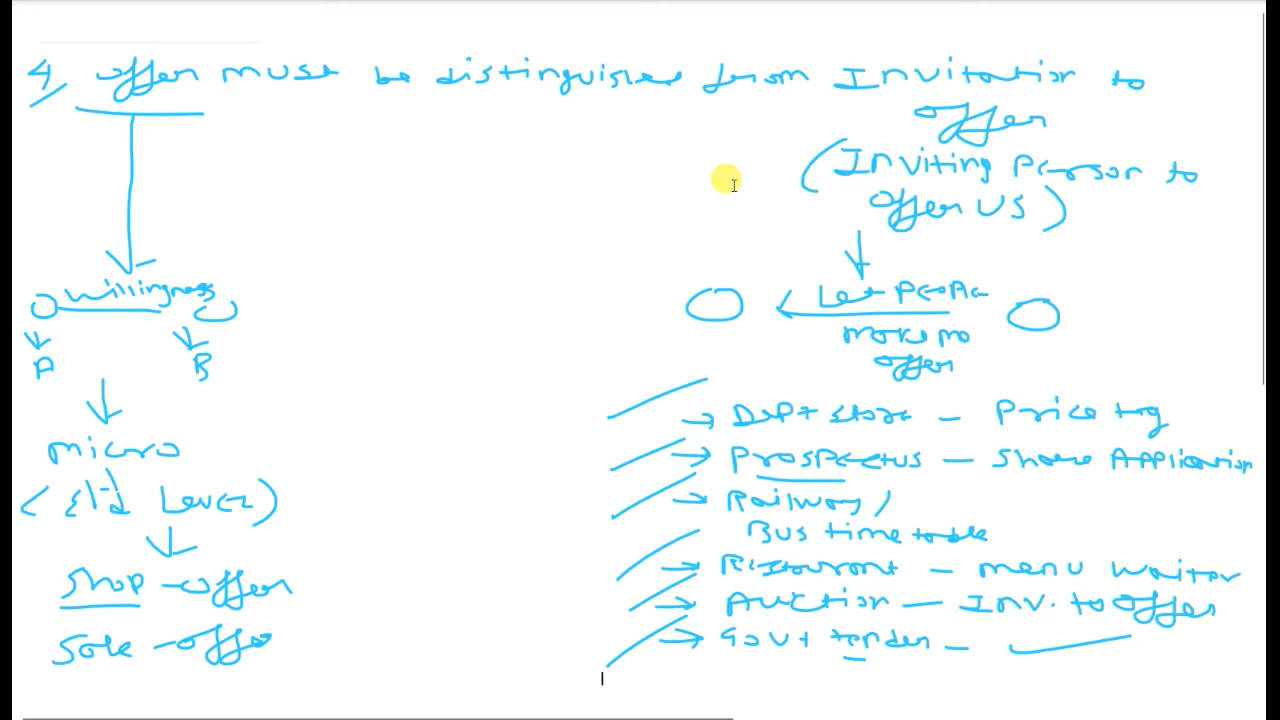 4 offer must be distinguished from Invitation to
offer
(Inviting Person to
offer us)
willingness
A B
Let People
make me
offer
micro
( Level)
Shop - offer
Sale - offer
→ Dept store - Price tag
→ Prospectus - Share Application
→ Railway /
Bus time table
→ Restaurant - menu waiter
→ Auction - Inv. to offer
→ Govt tender -